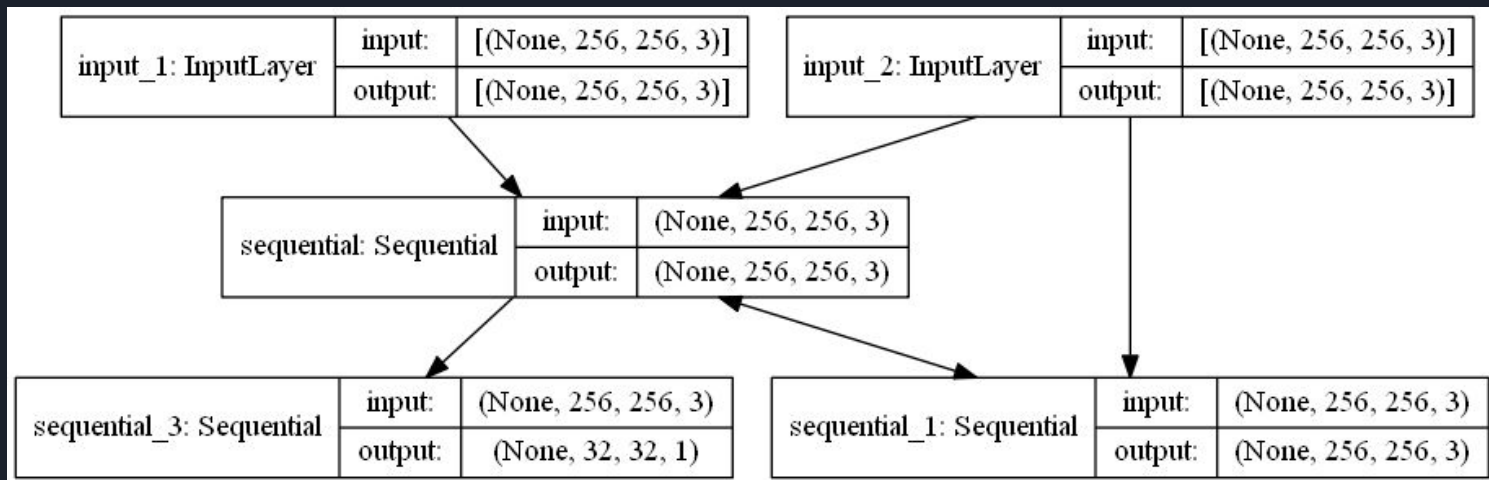 input_1: InputLayer
input: [(None, 256, 256, 3)]
output: [(None, 256, 256, 3)]
input_2: InputLayer
input: [(None, 256, 256, 3)]
output: [(None, 256, 256, 3)]
sequential: Sequential
input: (None, 256, 256, 3)
output: (None, 256, 256, 3)
sequential_3: Sequential
input: (None, 256, 256, 3)
output: (None, 32, 32, 1)
sequential_1: Sequential
input: (None, 256, 256, 3)
output: (None, 256, 256, 3)